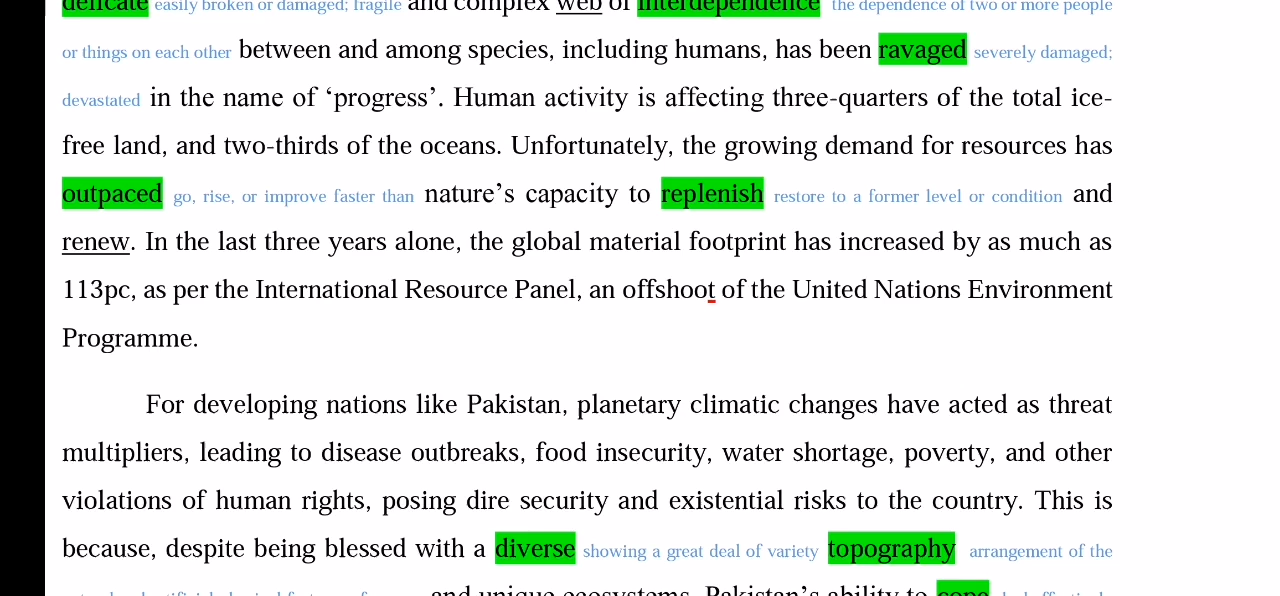 delicate easily broken or damaged; fragile and complex web of interdependence the dependence of two or more people
or things on each other between and among species, including humans, has been ravaged severely damaged;
devastated in the name of ‘progress’. Human activity is affecting three-quarters of the total ice-
free land, and two-thirds of the oceans. Unfortunately, the growing demand for resources has
outpaced go, rise, or improve faster than nature’s capacity to replenish restore to a former level or condition and
renew. In the last three years alone, the global material footprint has increased by as much as
113pc, as per the International Resource Panel, an offshoot of the United Nations Environment
Programme.
For developing nations like Pakistan, planetary climatic changes have acted as threat
multipliers, leading to disease outbreaks, food insecurity, water shortage, poverty, and other
violations of human rights, posing dire security and existential risks to the country. This is
because, despite being blessed with a diverse showing a great deal of variety topography arrangement of the
and unique ecosystems, Pakistan’s ability to cope